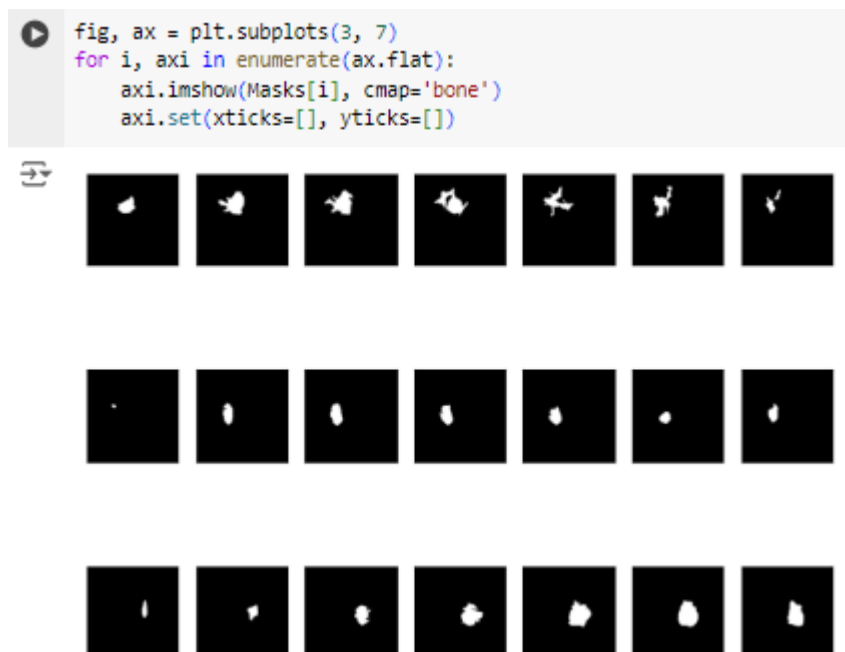 fig, ax = plt.subplots(3, 7)
for i, axi in enumerate(ax.flat):
    axi.imshow(Masks[i], cmap='bone')
    axi.set(xticks=[], yticks=[])